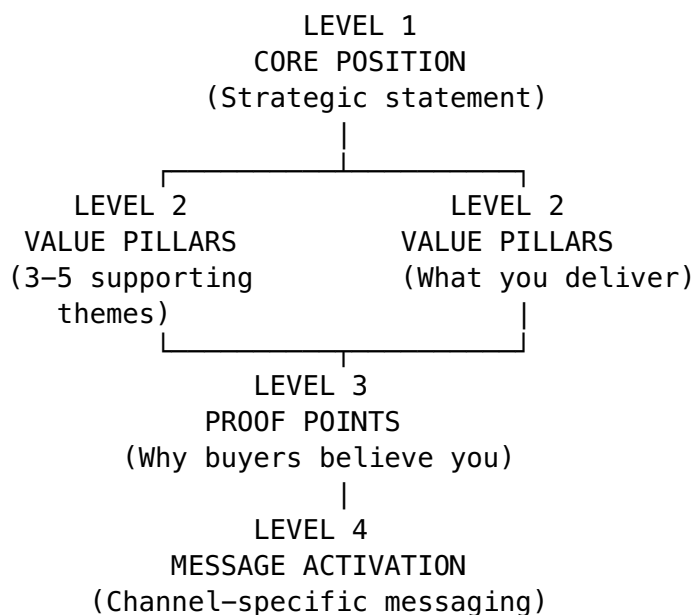 LEVEL 1
CORE POSITION
(Strategic statement)
LEVEL 2
VALUE PILLARS
(3–5 supporting
themes)
LEVEL 2
VALUE PILLARS
(What you deliver)
LEVEL 3
PROOF POINTS
(Why buyers believe you)
LEVEL 4
MESSAGE ACTIVATION
(Channel–specific messaging)